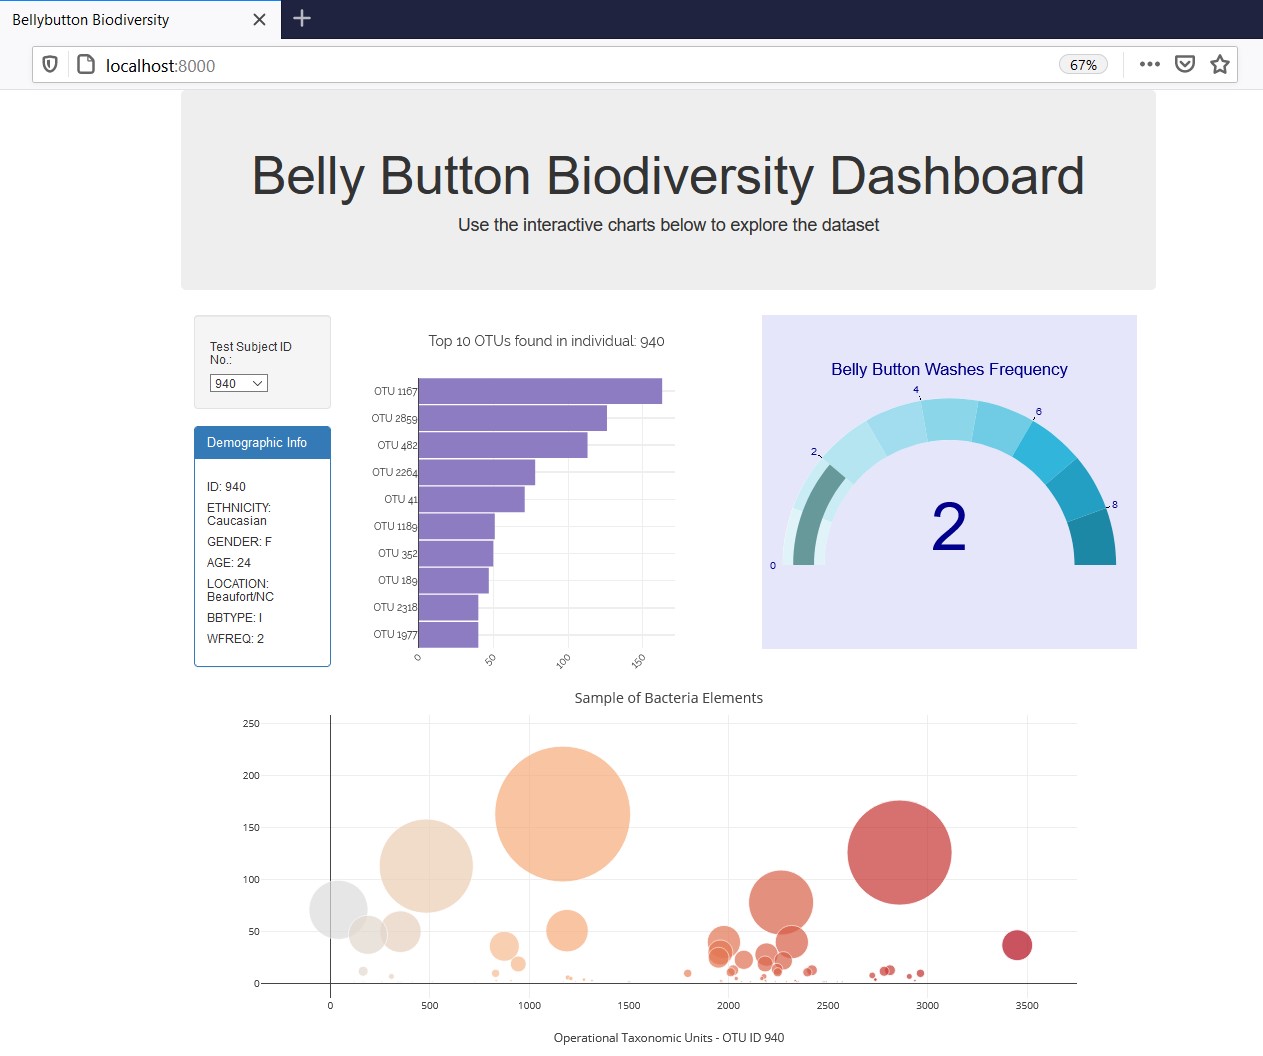 Bellybutton Biodiversity
localhost:8000
67%
Belly Button Biodiversity Dashboard
Use the interactive charts below to explore the dataset
Test Subject ID
No.:
940
Demographic Info
ID: 940
ETHNICITY:
Caucasian
GENDER: F
AGE: 24
LOCATION:
Beaufort/NC
BBTYPE: I
WFREQ: 2
Top 10 OTUs found in individual: 940
OTU 1167
OTU 2859
OTU 482
OTU 2264
OTU 41
OTU 1189
OTU 352
OTU 189
OTU 2318
OTU 1977
0
50
100
150
Belly Button Washes Frequency
0
2
4
6
8
2
Sample of Bacteria Elements
250
200
150
100
50
0
0
500
1000
1500
2000
2500
3000
3500
Operational Taxonomic Units - OTU ID 940